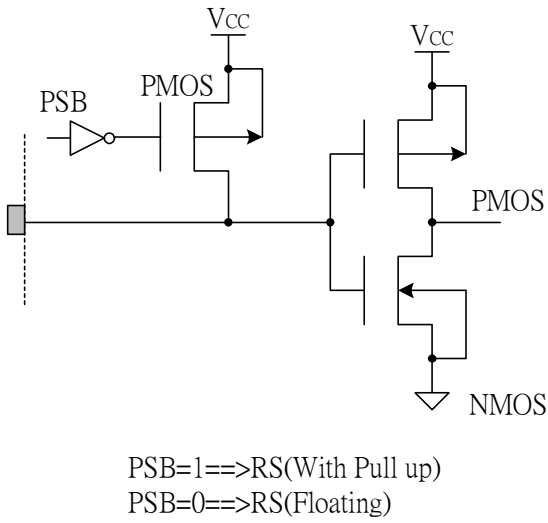 VCC
VCC
PSB
PMOS
PMOS
NMOS
PSB=1==>RS(With Pull up)
PSB=0==>RS(Floating)